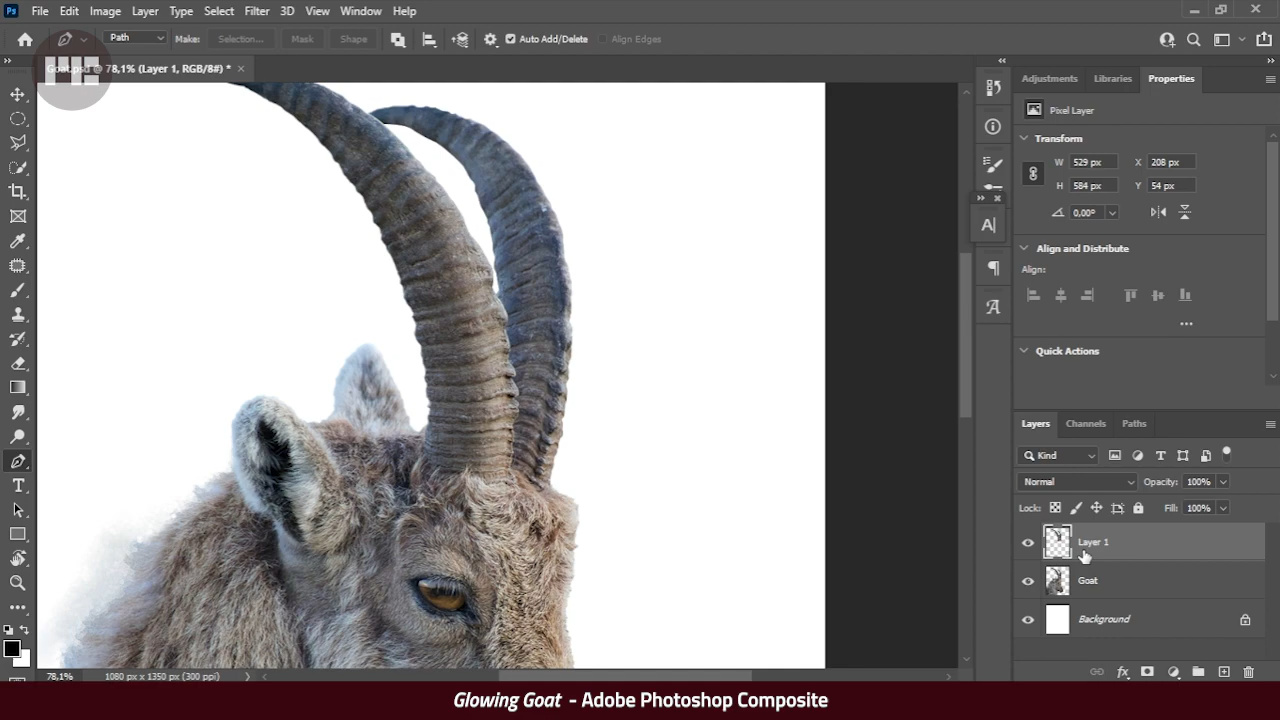 Ps File Edit Image Layer Type Select Filter 3D View Window Help
Path Make: Selection... Mask Shape Auto Add/Delete Align Edges
Goat.psd @ 78,1% (Layer 1, RGB/8#) *
Adjustments Libraries Properties
Pixel Layer
Transform
W 529 px X 208 px
H 584 px Y 54 px
0,00°
Align and Distribute
Align:
Quick Actions
Layers Channels Paths
Kind
Normal Opacity: 100%
Lock: Fill: 100%
Layer 1
Goat
Background
78,1% 1080 px x 1350 px (300 ppi)
Glowing Goat - Adobe Photoshop Composite